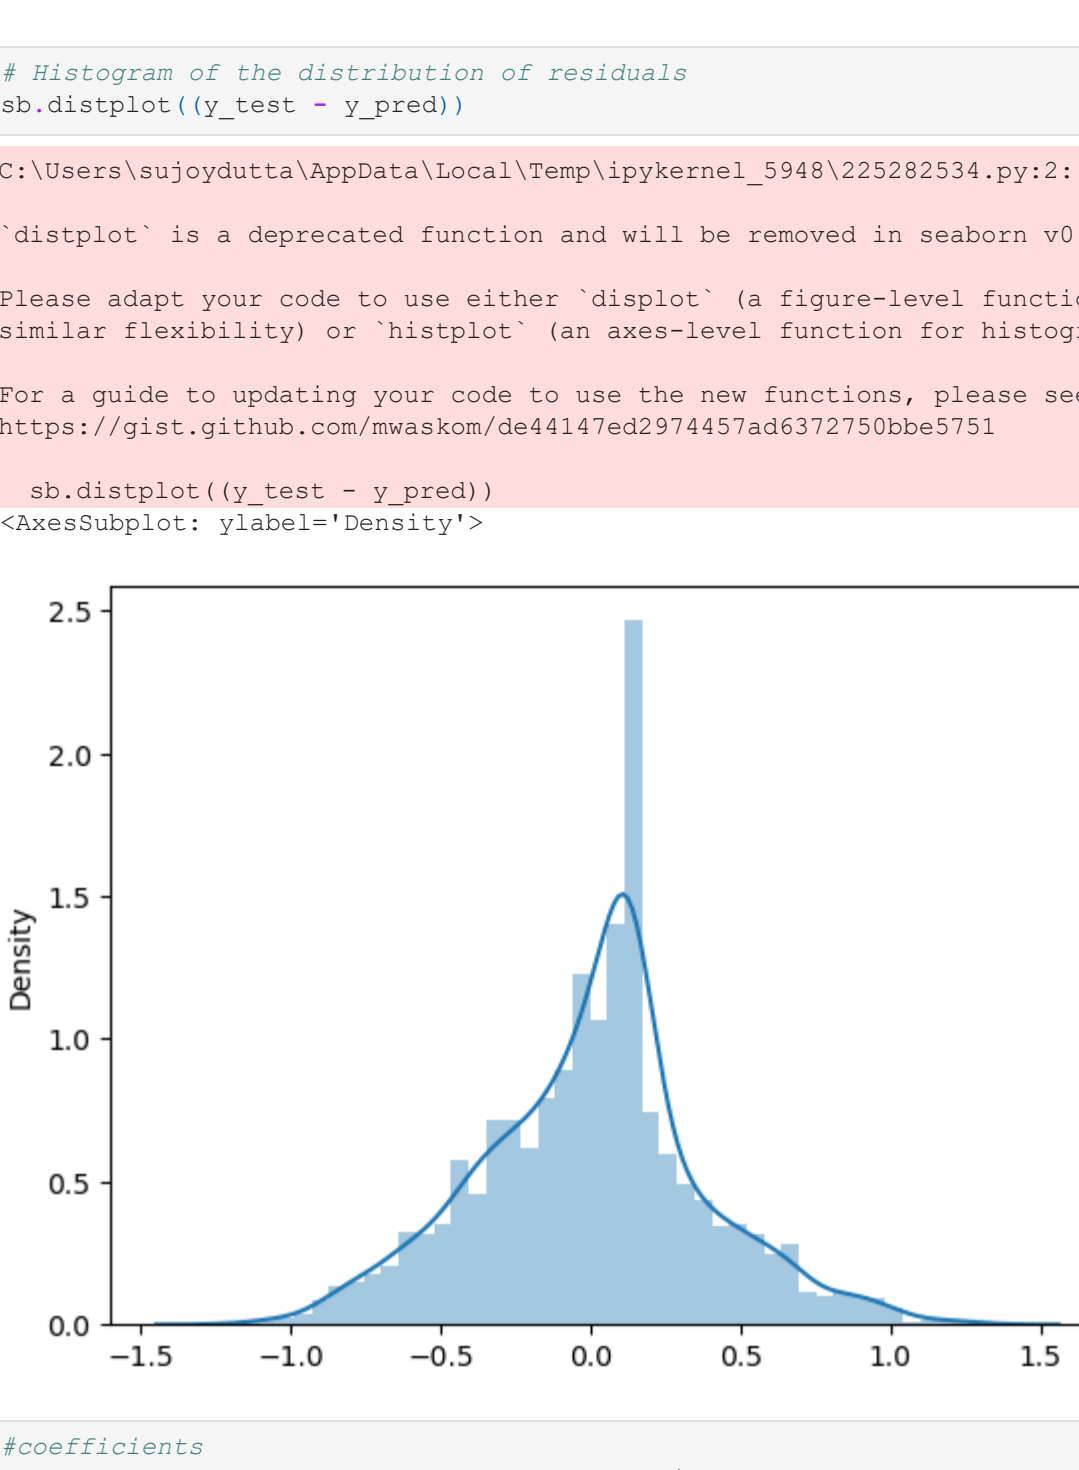 # Histogram of the distribution of residuals
sb.distplot((y_test - y_pred))
C:\Users\sujoydutta\AppData\Local\Temp\ipykernel_5948\225282534.py:2:
`distplot` is a deprecated function and will be removed in seaborn v0
Please adapt your code to use either `displot` (a figure-level
similar flexibility) or `histplot` (an axes-level function for
For a guide to updating your code to use the new functions, please
https://gist.github.com/mwaskom/de44147ed2974457ad6372750bbe5751
sb.distplot((y_test - y_pred))
<AxesSubplot: ylabel='Density'>
2.5
2.0
1.5
Density
1.0
0.5
0.0
−1.5 −1.0 −0.5 0.0 0.5 1.0 1.5
#coefficients